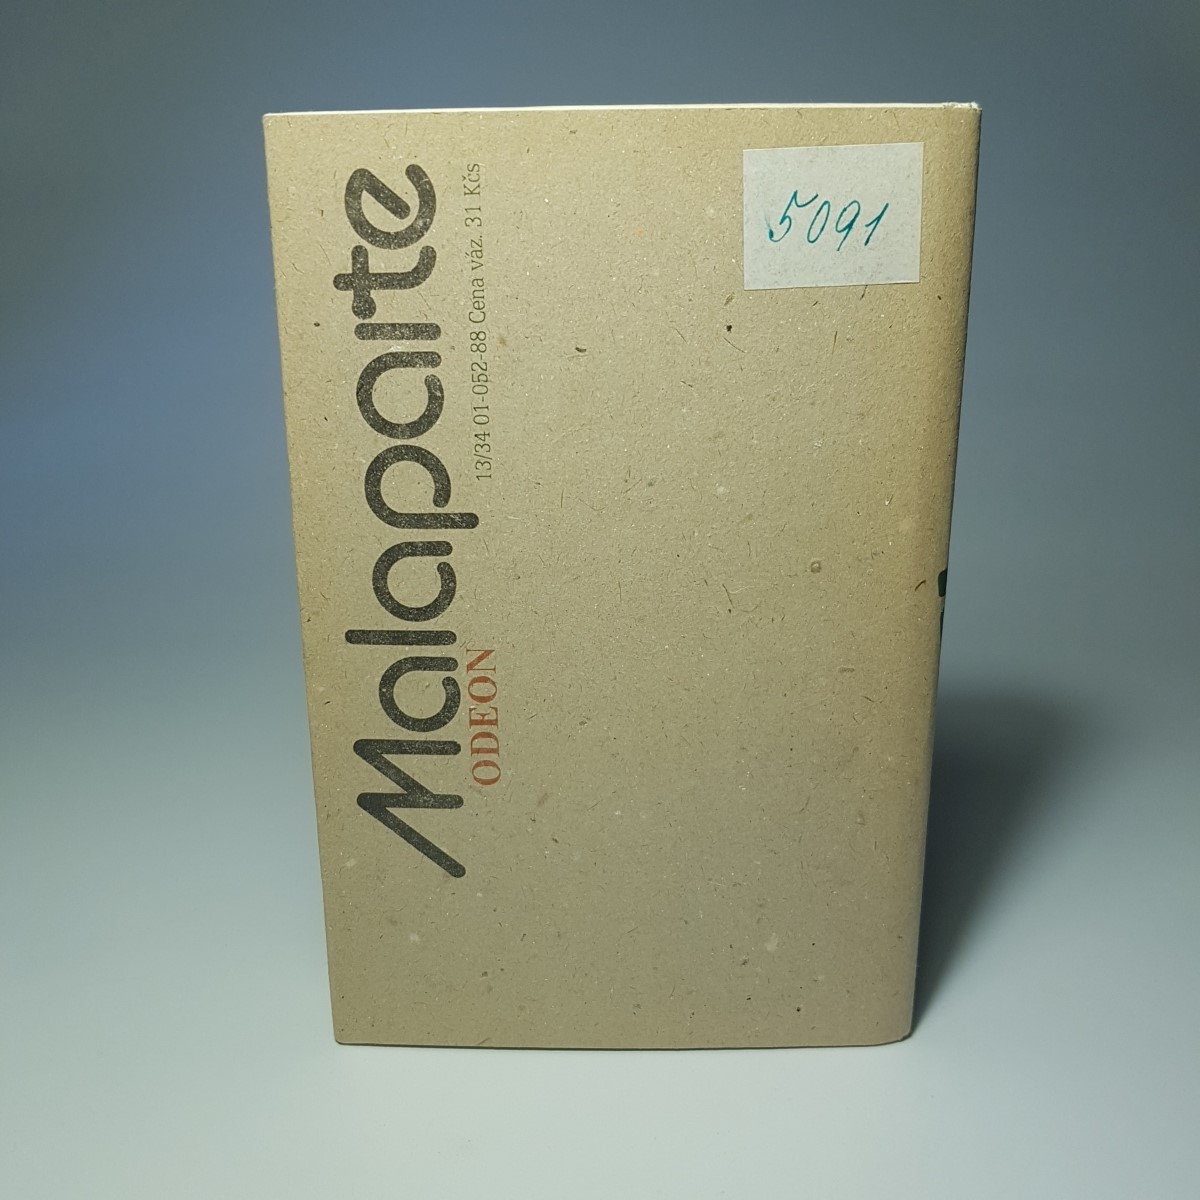 Malaparte
13/34 01-052-88 Cena váz. 31 Kčs
ODEON
5091